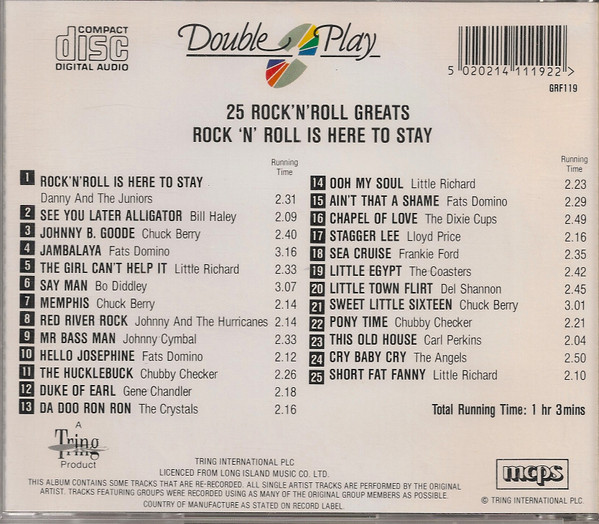 COMPACT
disc
DIGITAL AUDIO
Double Play
5 020214 111922 >
GRF119
25 ROCK'N'ROLL GREATS
ROCK 'N' ROLL IS HERE TO STAY
Running
Time
1 ROCK'N'ROLL IS HERE TO STAY
Danny And The Juniors 2.31
2 SEE YOU LATER ALLIGATOR Bill Haley 2.09
3 JOHNNY B. GOODE Chuck Berry 2.40
4 JAMBALAYA Fats Domino 3.16
5 THE GIRL CAN'T HELP IT Little Richard 2.33
6 SAY MAN Bo Diddley 3.07
7 MEMPHIS Chuck Berry 2.14
8 RED RIVER ROCK Johnny And The Hurricanes 2.14
9 MR BASS MAN Johnny Cymbal 2.33
10 HELLO JOSEPHINE Fats Domino 2.12
11 THE HUCKLEBUCK Chubby Checker 2.26
12 DUKE OF EARL Gene Chandler 2.18
13 DA DOO RON RON The Crystals 2.16
Running
Time
14 OOH MY SOUL Little Richard 2.23
15 AIN'T THAT A SHAME Fats Domino 2.29
16 CHAPEL OF LOVE The Dixie Cups 2.49
17 STAGGER LEE Lloyd Price 2.16
18 SEA CRUISE Frankie Ford 2.35
19 LITTLE EGYPT The Coasters 2.42
20 LITTLE TOWN FLIRT Del Shannon 2.45
21 SWEET LITTLE SIXTEEN Chuck Berry 3.01
22 PONY TIME Chubby Checker 2.21
23 THIS OLD HOUSE Carl Perkins 2.04
24 CRY BABY CRY The Angels 2.50
25 SHORT FAT FANNY Little Richard 2.10
Total Running Time: 1 hr 3mins
A
Tring
Product
TRING INTERNATIONAL PLC
LICENCED FROM LONG ISLAND MUSIC CO. LTD.
THIS ALBUM CONTAINS SOME TRACKS THAT ARE RE-RECORDED. ALL SINGLE ARTIST TRACKS ARE PERFORMED BY THE ORIGINAL
ARTIST. TRACKS FEATURING GROUPS WERE RECORDED USING AS MANY OF THE ORIGINAL GROUP MEMBERS AS POSSIBLE.
COUNTRY OF MANUFACTURE AS STATED ON RECORD LABEL
mcps
© TRING INTERNATIONAL PLC.